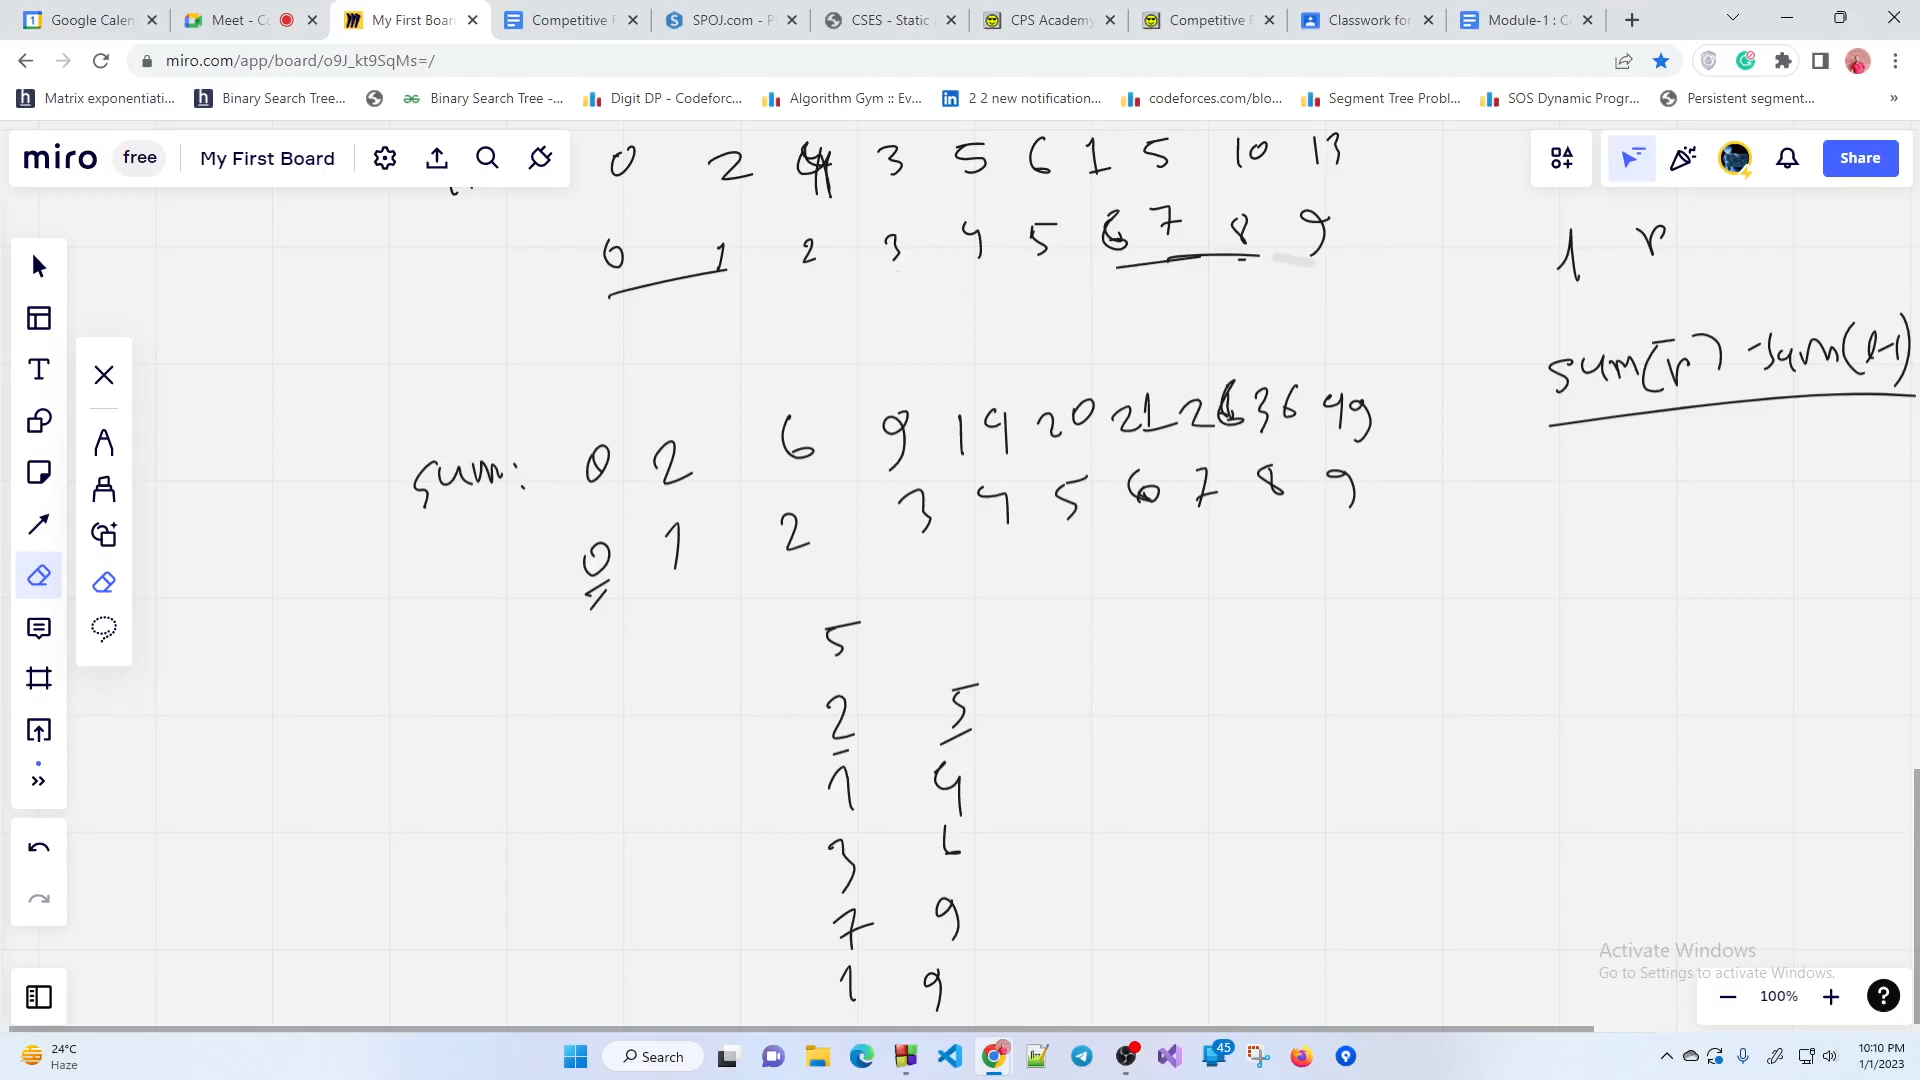 Google Calen
Meet - Co
My First Boar
Competitive P
SPOJ.com - P
CSES - Static
CPS Academy
Competitive P
Classwork for
Module-1 : C
miro.com/app/board/o9J_kt9SqMs=/
Matrix exponentiati...
Binary Search Tree...
Binary Search Tree -...
Digit DP - Codeforc...
Algorithm Gym :: Ev...
2 2 new notification...
codeforces.com/blo...
Segment Tree Probl...
SOS Dynamic Progr...
Persistent segment...
miro free My First Board
Share
0 2 4 3 5 6 1 5 10 13
0 1 2 3 4 5 6 7 8 9
l r
sum(r) - sum(l-1)
sum: 0 2 6 9 14 20 21 26 36 49
0 1 2 3 4 5 6 7 8 9
5
2 5
1 4
3
7 9
1 9
Activate Windows
Go to Settings to activate Windows.
100%
24°C
Haze
Search
45
10:10 PM
1/1/2023